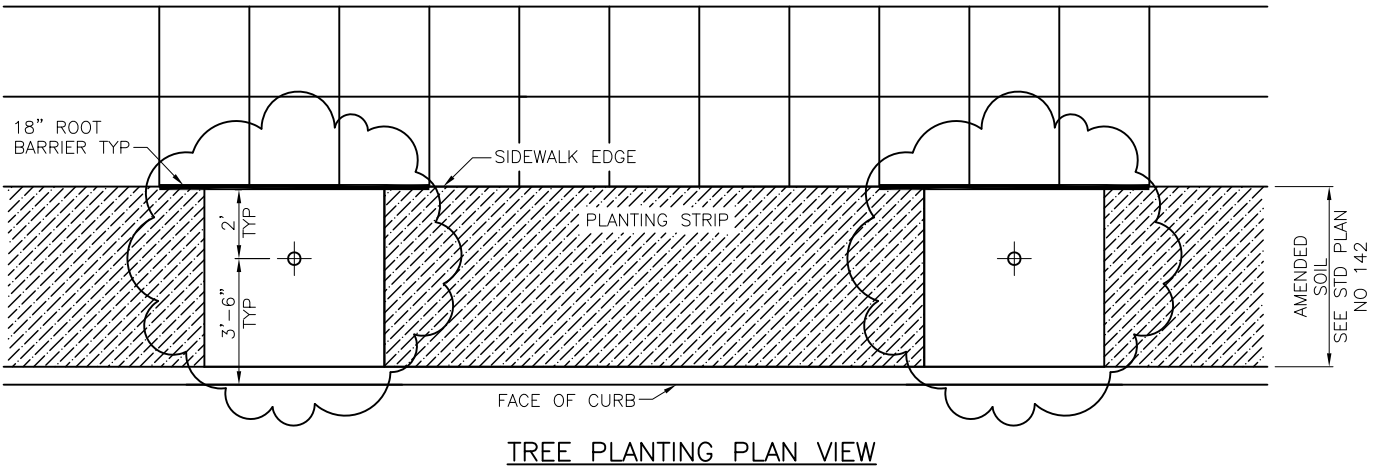 18” ROOT
BARRIER TYP
SIDEWALK EDGE
PLANTING STRIP
2'
TYP
3'-6"
TYP
AMENDED
SOIL
SEE STD PLAN
NO 142
FACE OF CURB
TREE PLANTING PLAN VIEW